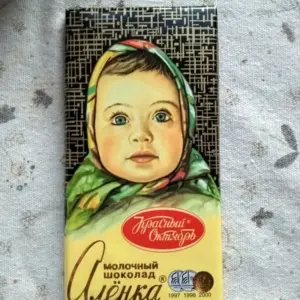 Красный
Октябрь
МОЛОЧНЫЙ
ШОКОЛАД
®
1997 1998 2000
Алёнка